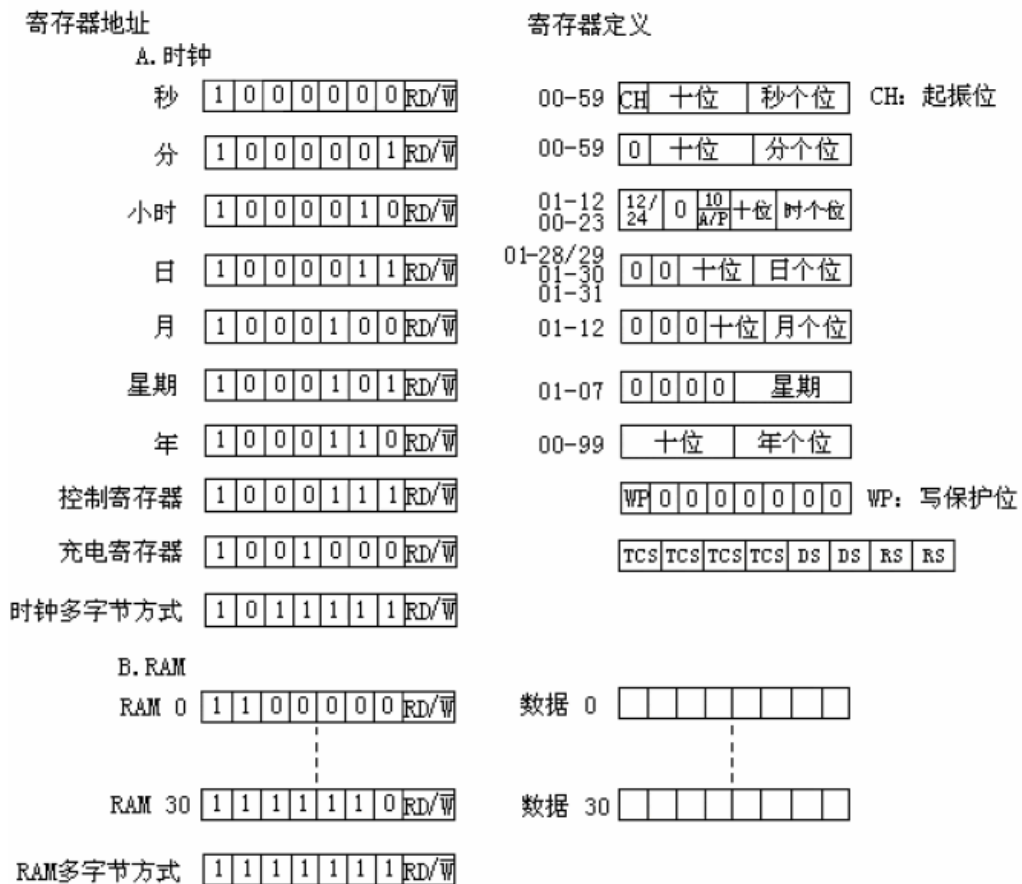 寄存器地址 寄存器定义
A.时钟
秒 1 0 0 0 0 0 0 RD/W̅ 00-59 CH 十位 秒个位 CH: 起振位
分 1 0 0 0 0 0 1 RD/W̅ 00-59 0 十位 分个位
小时 1 0 0 0 0 1 0 RD/W̅ 01-12 00-23 12/24 0 10 A/P 十位 时个位
日 1 0 0 0 0 1 1 RD/W̅ 01-28/29 01-30 01-31 0 0 十位 日个位
月 1 0 0 0 1 0 0 RD/W̅ 01-12 0 0 0 十位 月个位
星期 1 0 0 0 1 0 1 RD/W̅ 01-07 0 0 0 0 星期
年 1 0 0 0 1 1 0 RD/W̅ 00-99 十位 年个位
控制寄存器 1 0 0 0 1 1 1 RD/W̅ WP 0 0 0 0 0 0 0 WP: 写保护位
充电寄存器 1 0 0 1 0 0 0 RD/W̅ TCS TCS TCS TCS DS DS RS RS
时钟多字节方式 1 0 1 1 1 1 1 RD/W̅
B.RAM
RAM 0 1 1 0 0 0 0 0 RD/W̅ 数据 0
RAM 30 1 1 1 1 1 1 0 RD/W̅ 数据 30
RAM多字节方式 1 1 1 1 1 1 1 RD/W̅